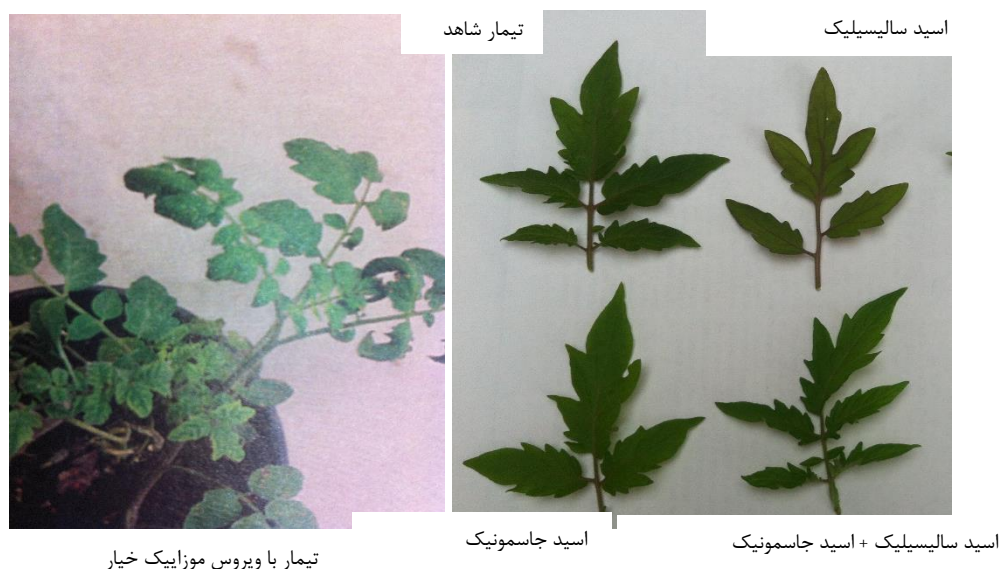 اسید سالیسیلیک
تیمار شاهد
اسید سالیسیلیک + اسید جاسمونیک
اسید جاسمونیک
تیمار با ویروس موزاییک خیار